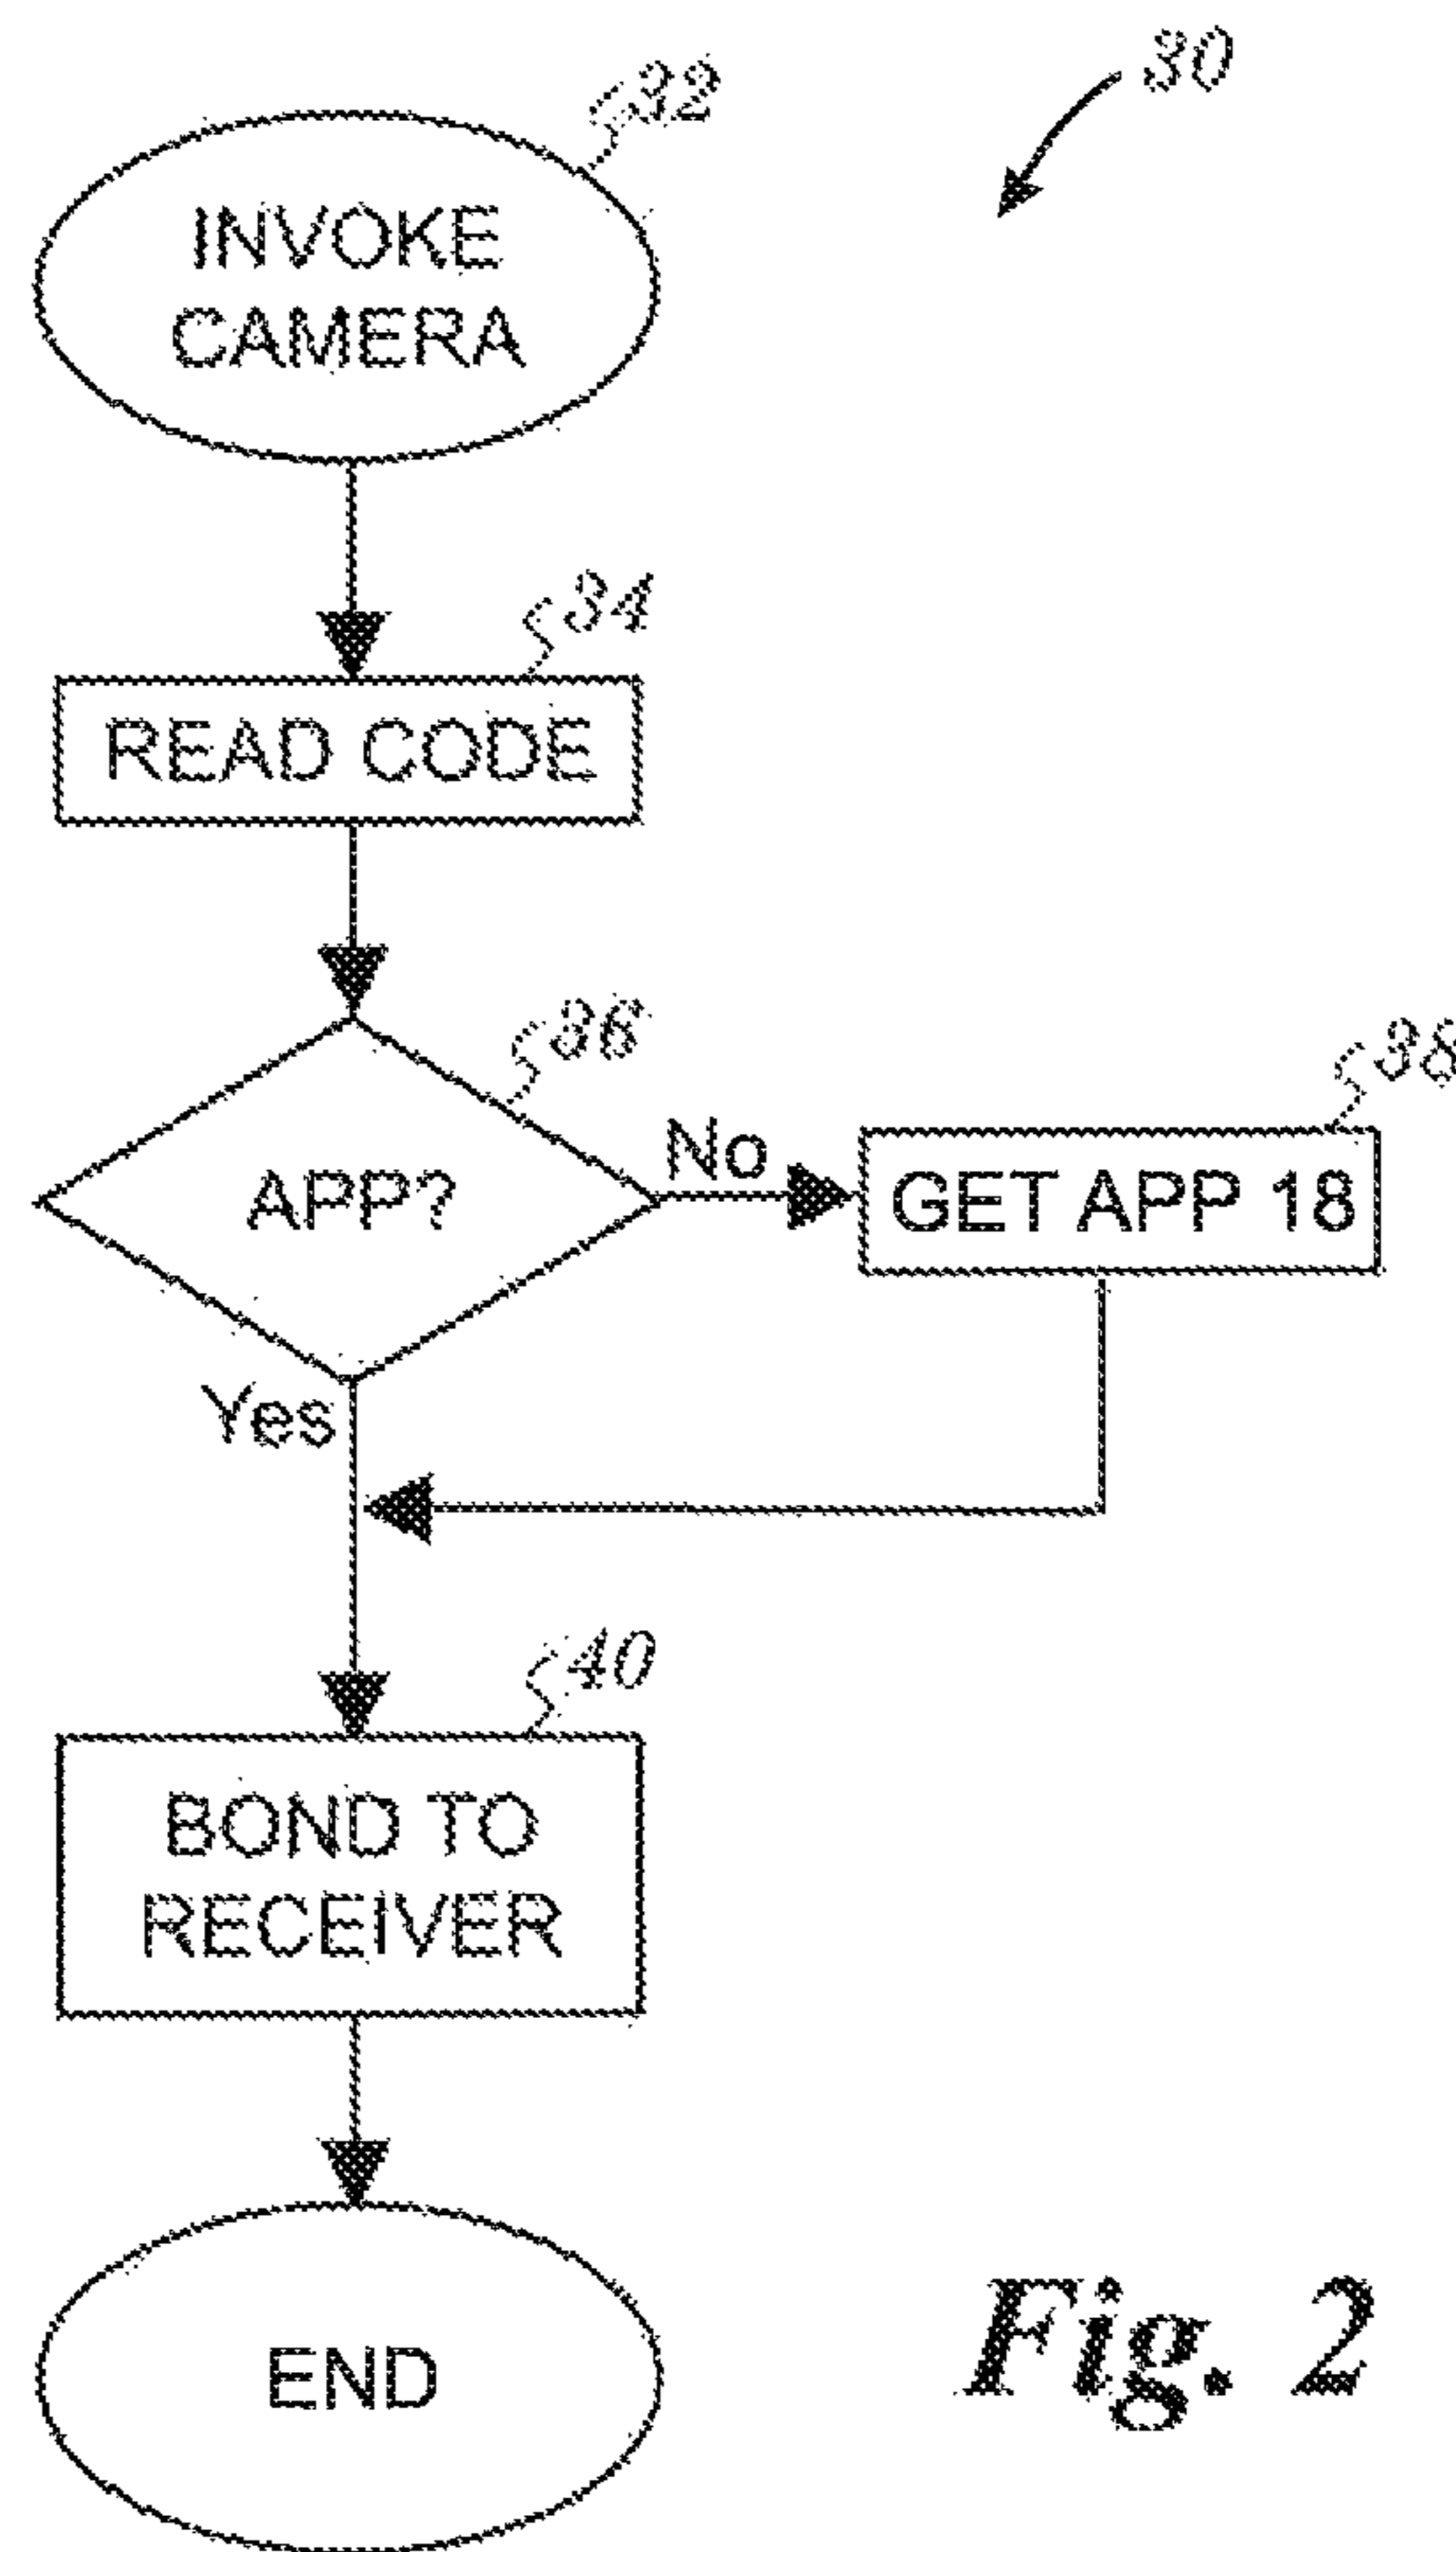 30
32
INVOKE
CAMERA
34
READ CODE
36
APP?
No
38
GET APP 18
Yes
40
BOND TO
RECEIVER
END
Fig. 2